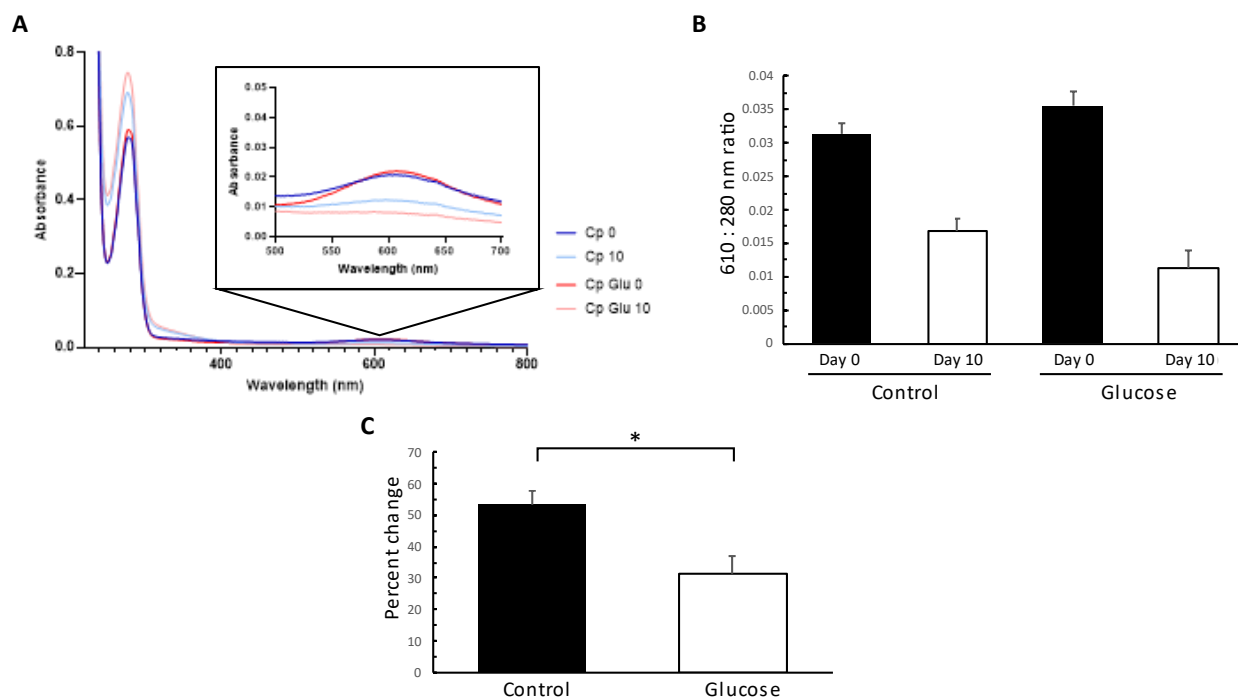 A
0.8
0.6
0.4
0.2
0.0
Absorbance
400
600
800
Wavelength (nm)
0.05
0.04
0.03
0.02
0.01
0.00
Absorbance
500
550
600
650
700
Wavelength (nm)
Cp 0
Cp 10
Cp Glu 0
Cp Glu 10
B
0.04
0.035
0.03
0.025
0.02
0.015
0.01
0.005
0
610 : 280 nm ratio
Day 0
Day 10
Day 0
Day 10
Control
Glucose
C
*
70
60
50
40
30
20
10
0
Percent change
Control
Glucose